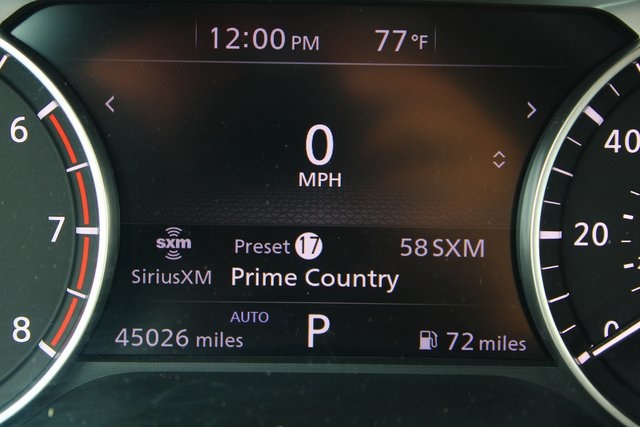 12:00 PM 77 °F
0
MPH
6
7
8
40
20
0
sxm Preset 17 58 SXM
SiriusXM Prime Country
AUTO
45026 miles P 72 miles